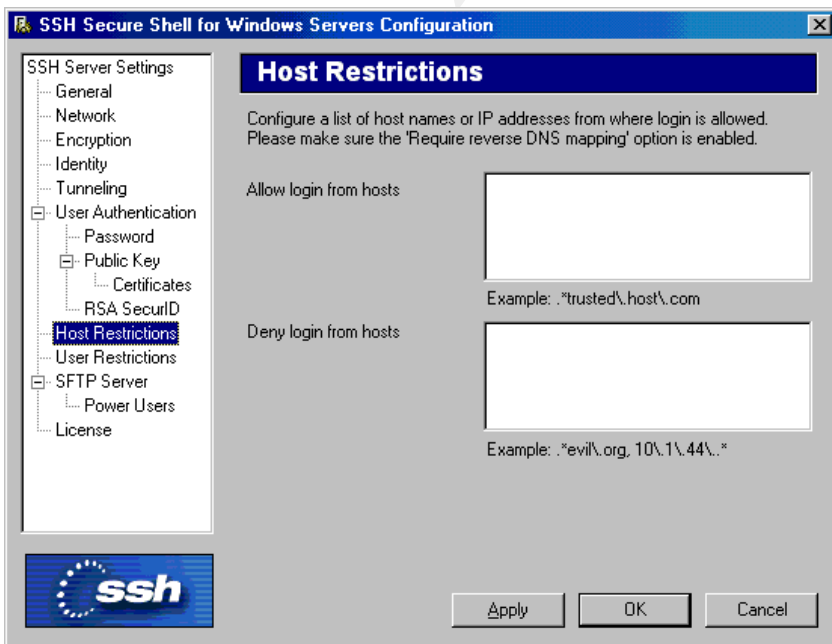 SSH Secure Shell for Windows Servers Configuration
SSH Server Settings
General
Network
Encryption
Identity
Tunneling
User Authentication
Password
Public Key
Certificates
RSA SecurID
Host Restrictions
User Restrictions
SFTP Server
Power Users
License
ssh
Host Restrictions
Configure a list of host names or IP addresses from where login is allowed.
Please make sure the 'Require reverse DNS mapping' option is enabled.
Allow login from hosts
Example: .*trusted\.host\.com
Deny login from hosts
Example: .*evil\.org, 10\.1\.44\..*
Apply
OK
Cancel